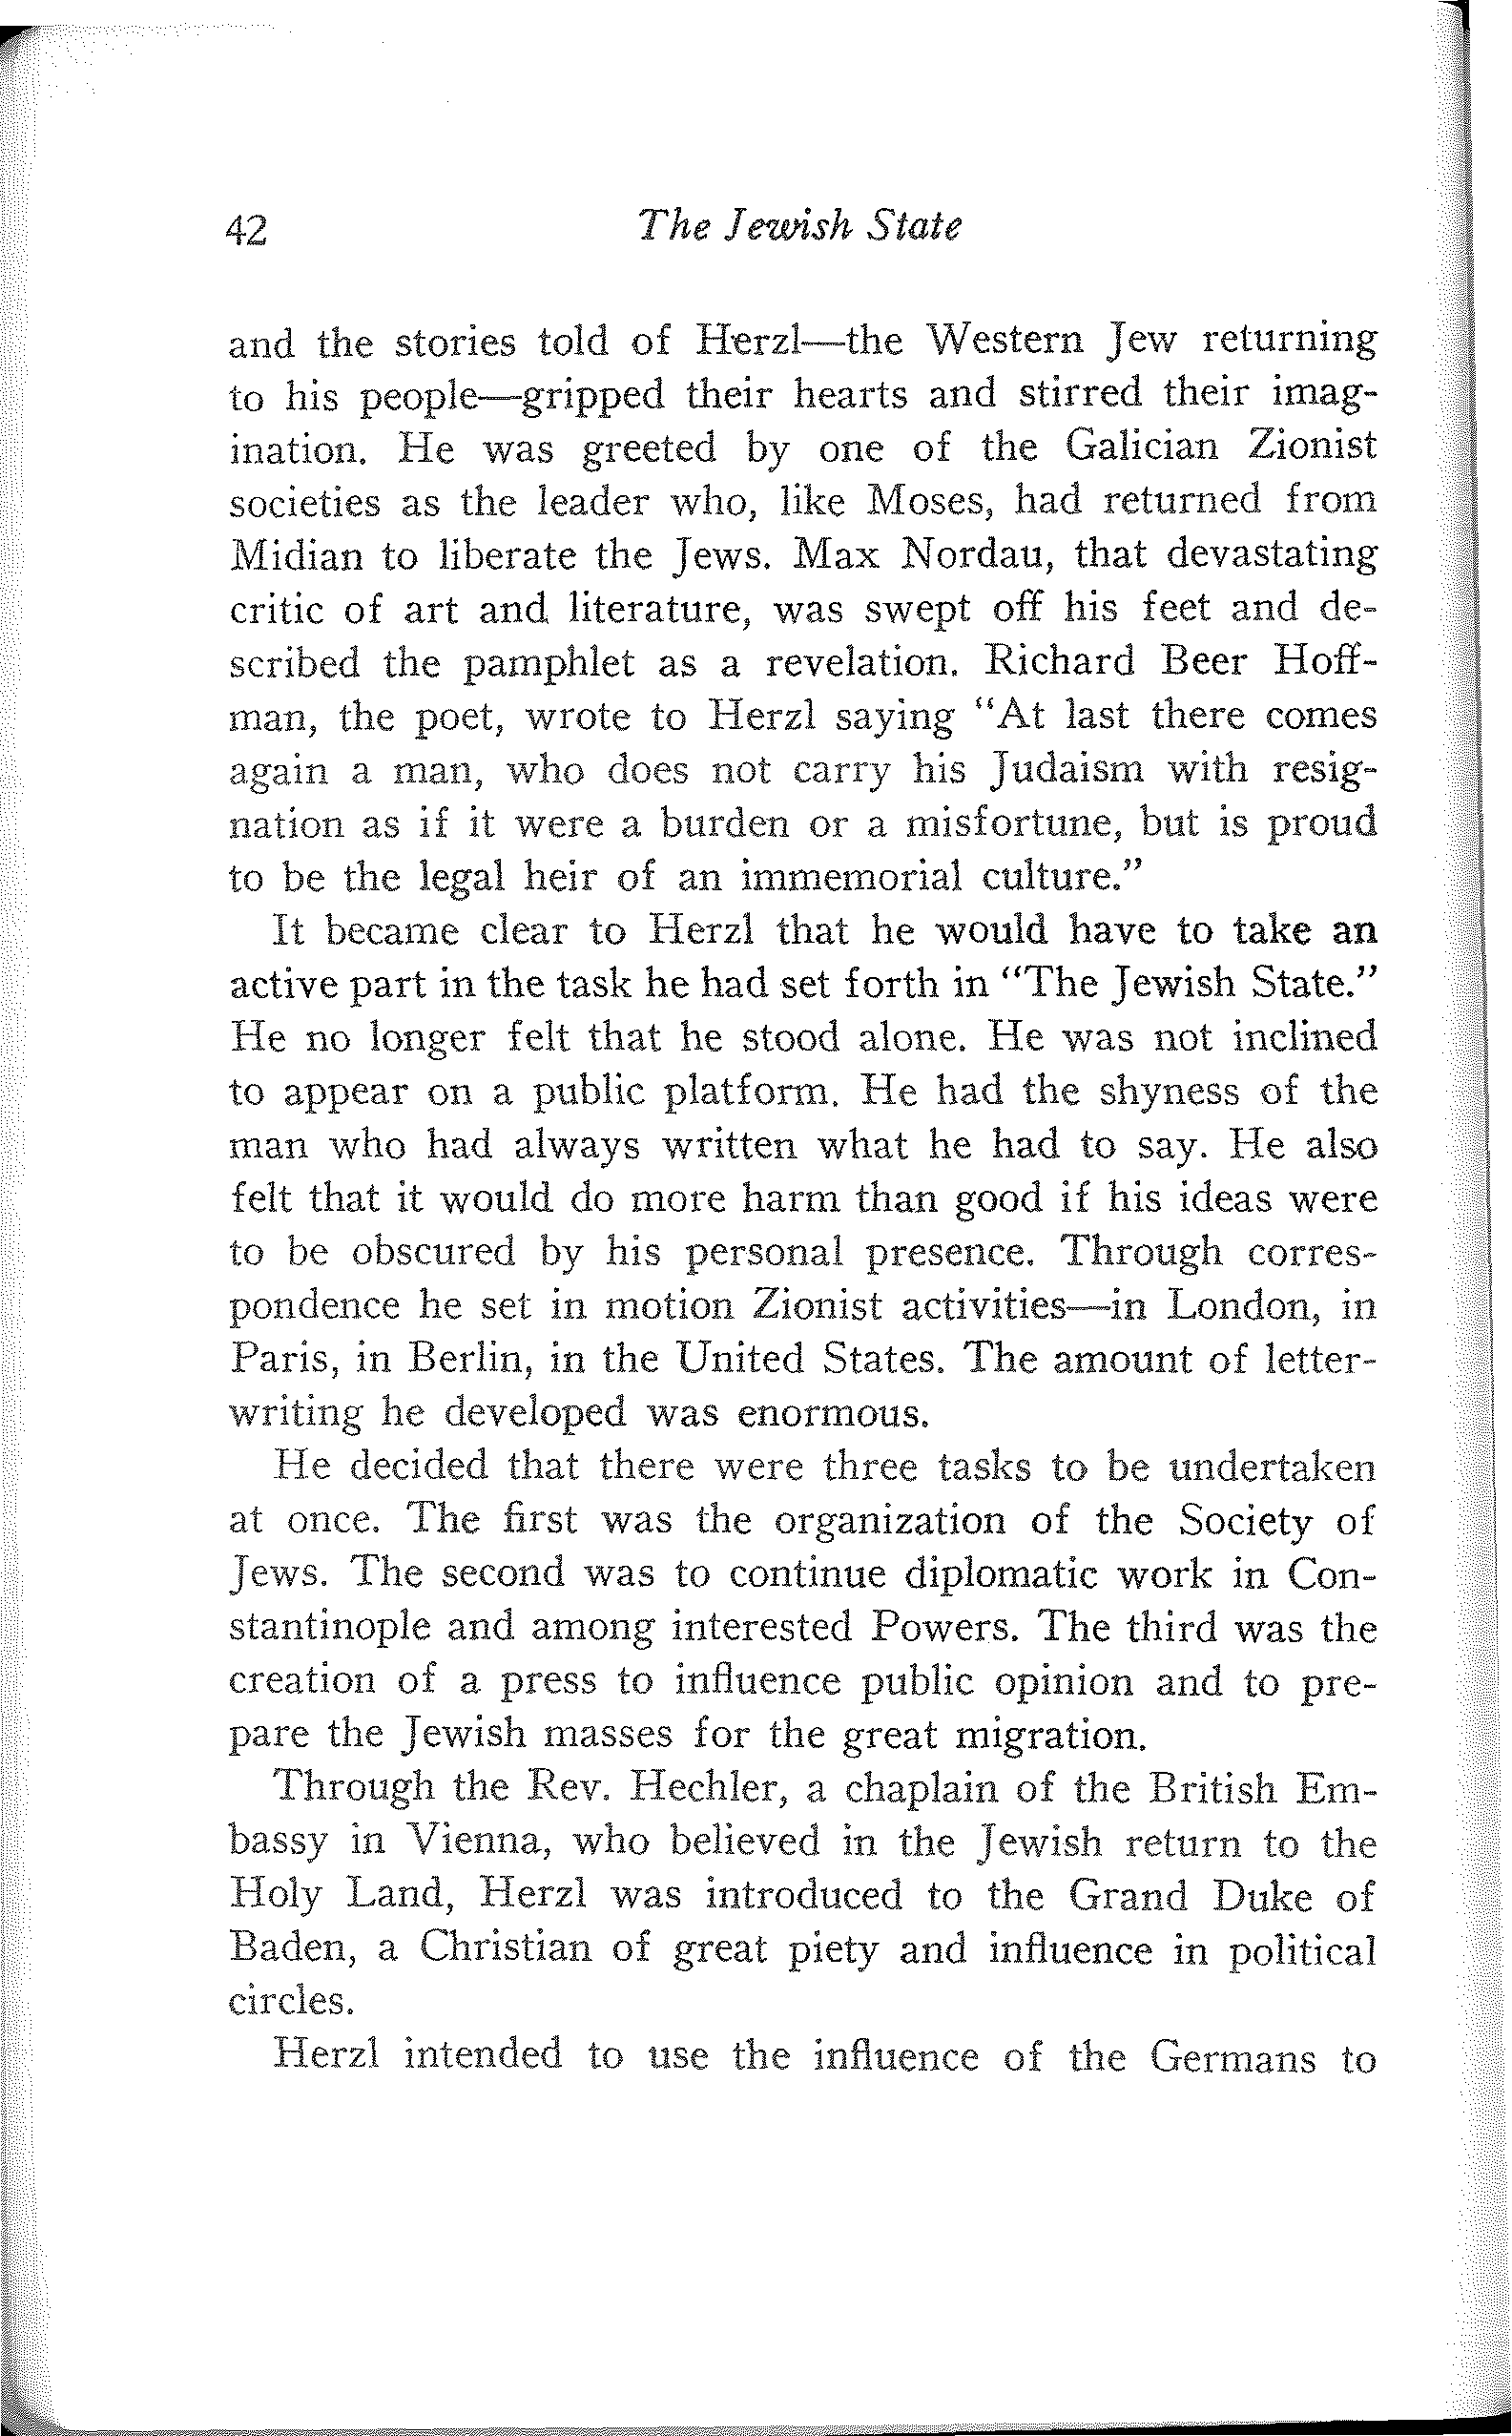 42 The Jewish State
and the stories told of Herzl—the Western Jew returning
to his people—gripped their hearts and stirred their imag-
ination. He was greeted by one of the Galician Zionist
societies as the leader who, like Moses, had returned from
Midian to liberate the Jews. Max Nordau, that devastating
critic of art and literature, was swept off his feet and de-
scribed the pamphlet as a revelation. Richard Beer Hoff-
man, the poet, wrote to Herzl saying "At last there comes
again a man, who does not carry his Judaism with resig-
nation as if it were a burden or a misfortune, but is proud
to be the legal heir of an immemorial culture."
It became clear to Herzl that he would have to take an
active part in the task he had set forth in "The Jewish State."
He no longer felt that he stood alone. He was not inclined
to appear on a public platform. He had the shyness of the
man who had always written what he had to say. He also
felt that it would do more harm than good if his ideas were
to be obscured by his personal presence. Through corres-
pondence he set in motion Zionist activities—in London, in
Paris, in Berlin, in the United States. The amount of letter-
writing he developed was enormous.
He decided that there were three tasks to be undertaken
at once. The first was the organization of the Society of
Jews. The second was to continue diplomatic work in Con-
stantinople and among interested Powers. The third was the
creation of a press to influence public opinion and to pre-
pare the Jewish masses for the great migration.
Through the Rev. Hechler, a chaplain of the British Em-
bassy in Vienna, who believed in the Jewish return to the
Holy Land, Herzl was introduced to the Grand Duke of
Baden, a Christian of great piety and influence in political
circles.
Herzl intended to use the influence of the Germans to